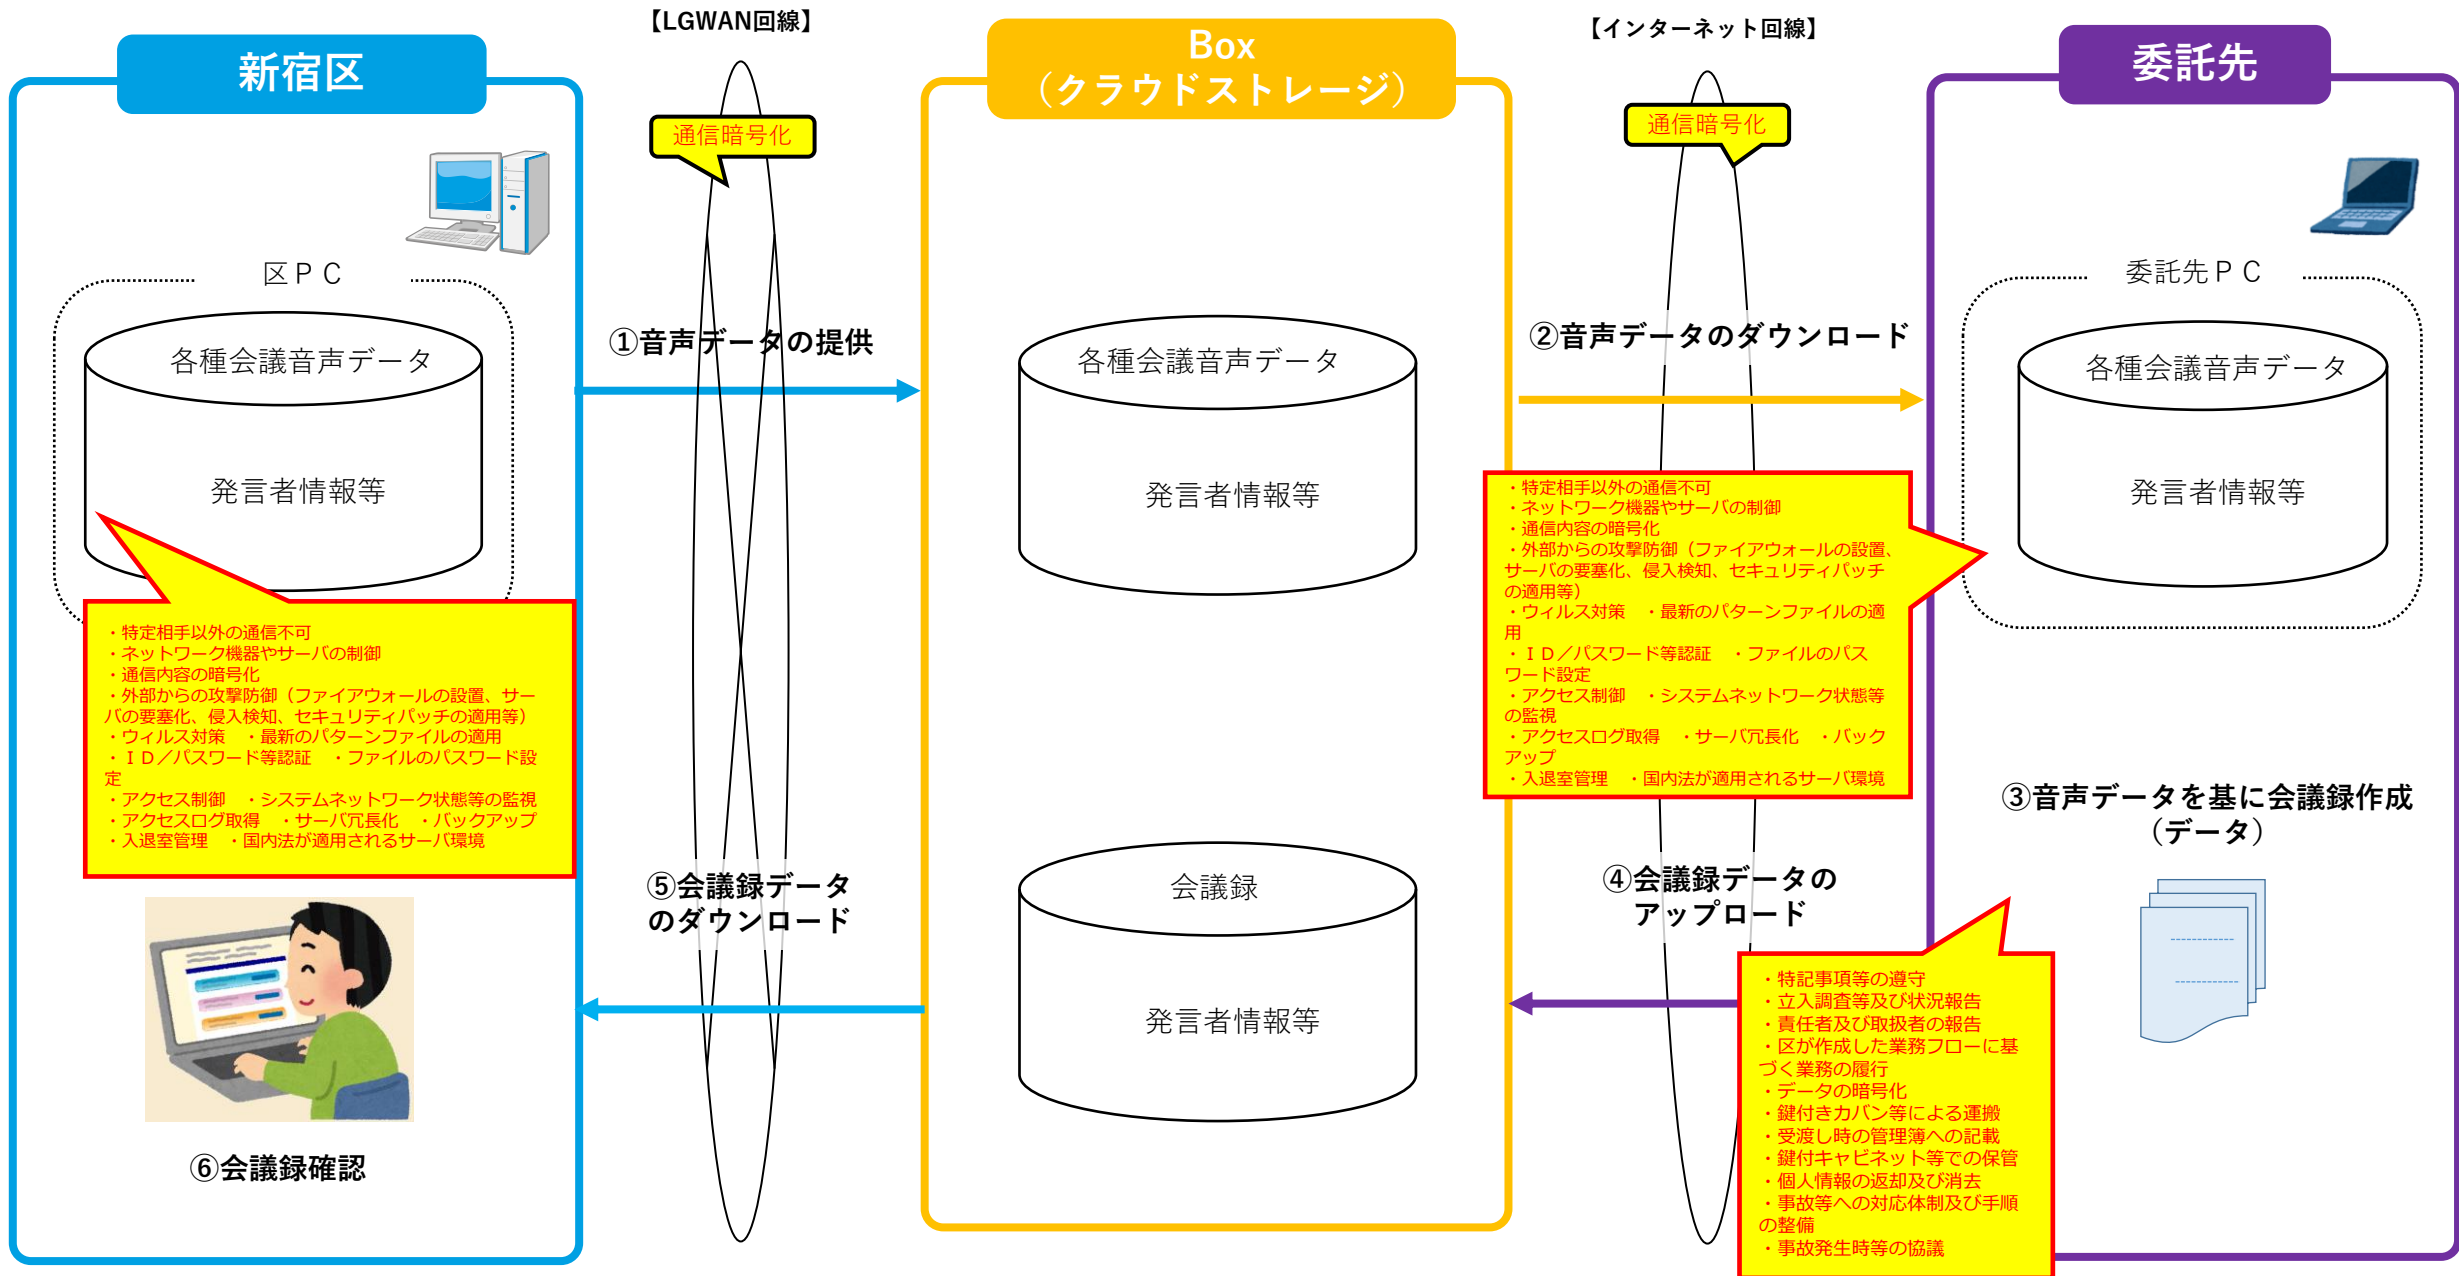 【LGWAN回線】
【インターネット回線】
新宿区
Box
（クラウドストレージ）
委託先
通信暗号化
通信暗号化
区ＰＣ
各種会議音声データ
発言者情報等
・特定相手以外の通信不可
・ネットワーク機器やサーバの制御
・通信内容の暗号化
・外部からの攻撃防御（ファイアウォールの設置、サー
バの要塞化、侵入検知、セキュリティパッチの適用等）
・ウィルス対策　・最新のパターンファイルの適用
・ＩＤ／パスワード等認証　・ファイルのパスワード設
定
・アクセス制御　・システムネットワーク状態等の監視
・アクセスログ取得　・サーバ冗長化　・バックアップ
・入退室管理　・国内法が適用されるサーバ環境
⑥会議録確認
①音声データの提供
⑤会議録データ
のダウンロード
各種会議音声データ
発言者情報等
会議録
発言者情報等
②音声データのダウンロード
・特定相手以外の通信不可
・ネットワーク機器やサーバの制御
・通信内容の暗号化
・外部からの攻撃防御（ファイアウォールの設置、
サーバの要塞化、侵入検知、セキュリティパッチ
の適用等）
・ウィルス対策　・最新のパターンファイルの適
用
・ＩＤ／パスワード等認証　・ファイルのパス
ワード設定
・アクセス制御　・システムネットワーク状態等
の監視
・アクセスログ取得　・サーバ冗長化　・バック
アップ
・入退室管理　・国内法が適用されるサーバ環境
④会議録データの
アップロード
委託先ＰＣ
各種会議音声データ
発言者情報等
③音声データを基に会議録作成
（データ）
・特記事項等の遵守
・立入調査等及び状況報告
・責任者及び取扱者の報告
・区が作成した業務フローに基
づく業務の履行
・データの暗号化
・鍵付きカバン等による運搬
・受渡し時の管理簿への記載
・鍵付キャビネット等での保管
・個人情報の返却及び消去
・事故等への対応体制及び手順
の整備
・事故発生時等の協議